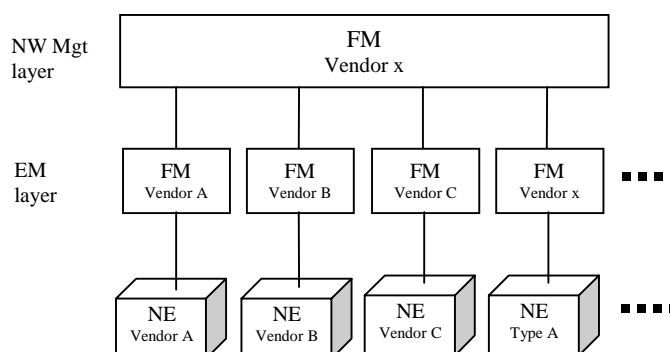 NW Mgt
layer
FM
Vendor x
EM
layer
FM
Vendor A
FM
Vendor B
FM
Vendor C
FM
Vendor x
NE
Vendor A
NE
Vendor B
NE
Vendor C
NE
Type A